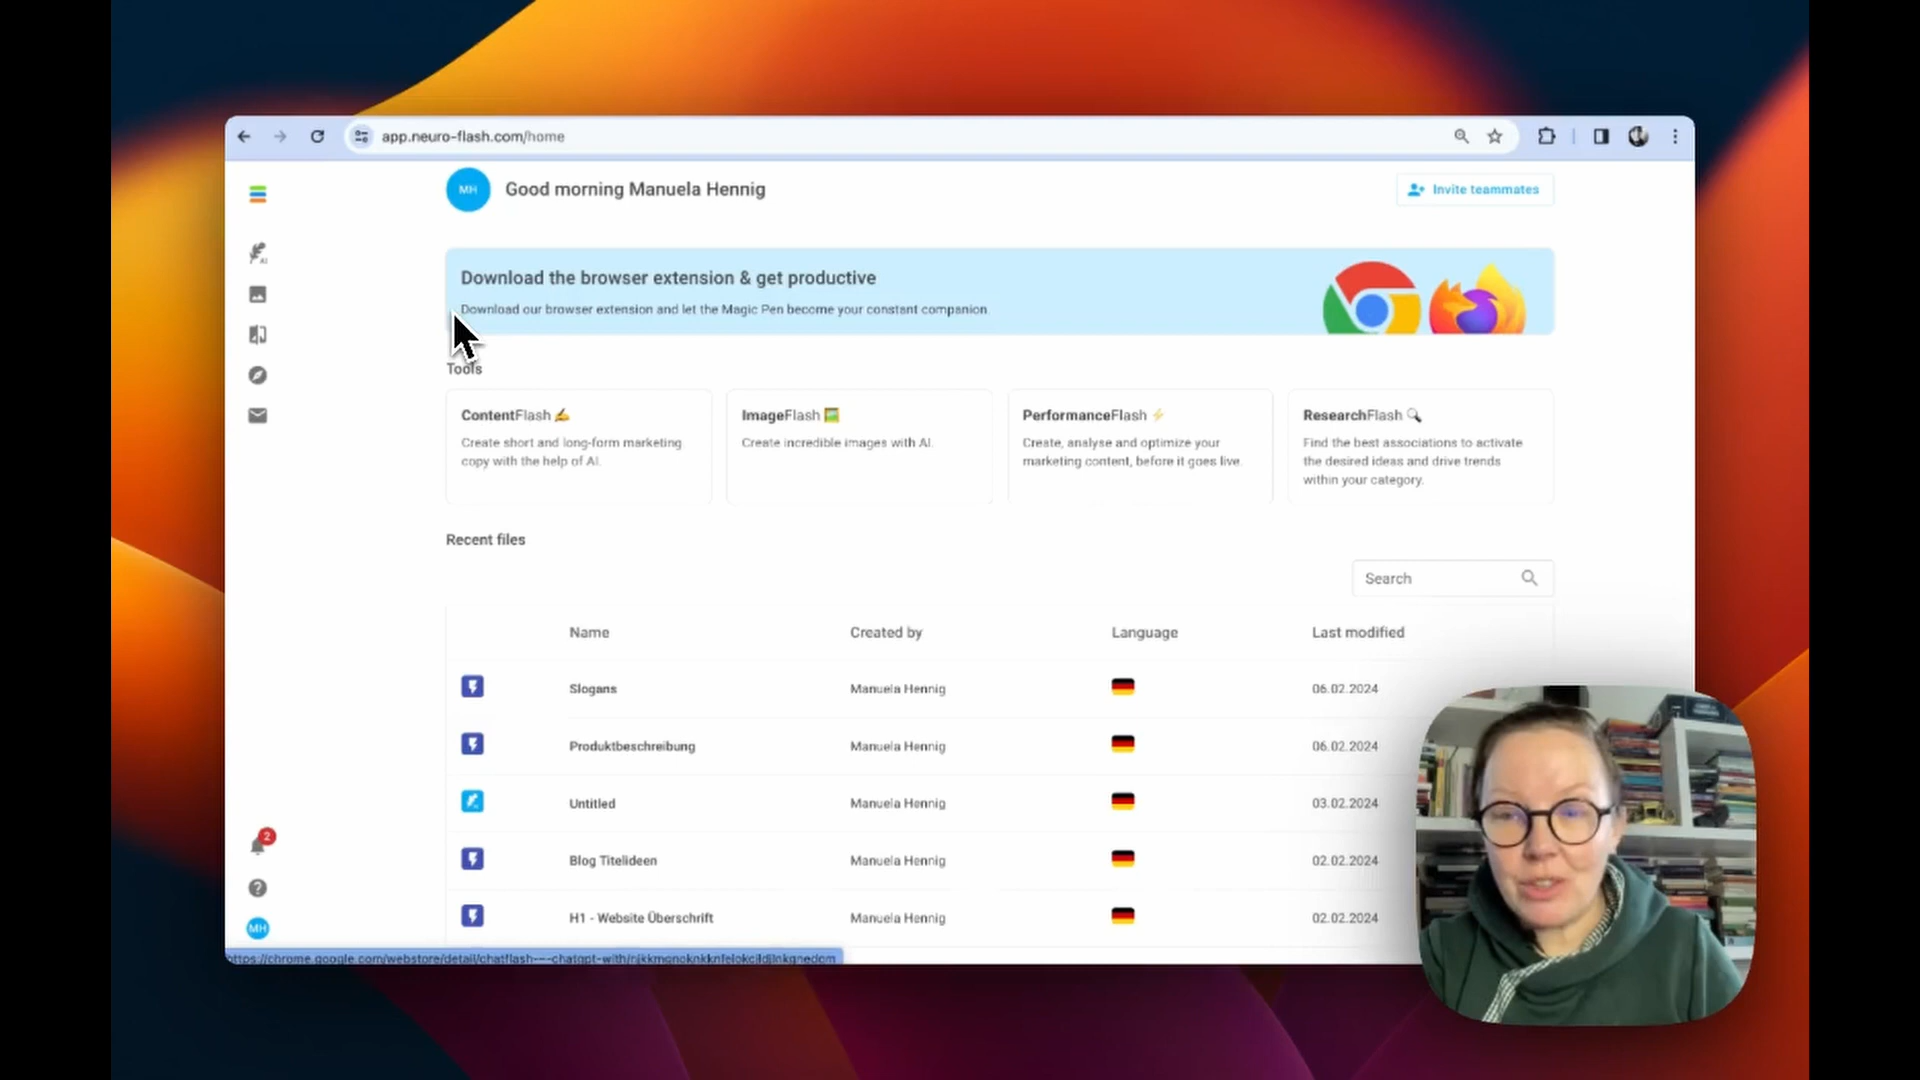 app.neuro-flash.com/home
MH
Good morning Manuela Hennig
Invite teammates
Download the browser extension & get productive
Download our browser extension and let the Magic Pen become your constant companion.
Tools
ContentFlash
Create short and long-form marketing
copy with the help of AI.
ImageFlash
Create incredible images with AI.
PerformanceFlash
Create, analyse and optimize your
marketing content, before it goes live.
ResearchFlash
Find the best associations to activate
the desired ideas and drive trends
within your category.
Recent files
Search
Name Created by Language Last modified
Slogans Manuela Hennig 06.02.2024
Produktbeschreibung Manuela Hennig 06.02.2024
Untitled Manuela Hennig 03.02.2024
Blog Titelideen Manuela Hennig 02.02.2024
H1 - Website Überschrift Manuela Hennig 02.02.2024
AI
2
MH